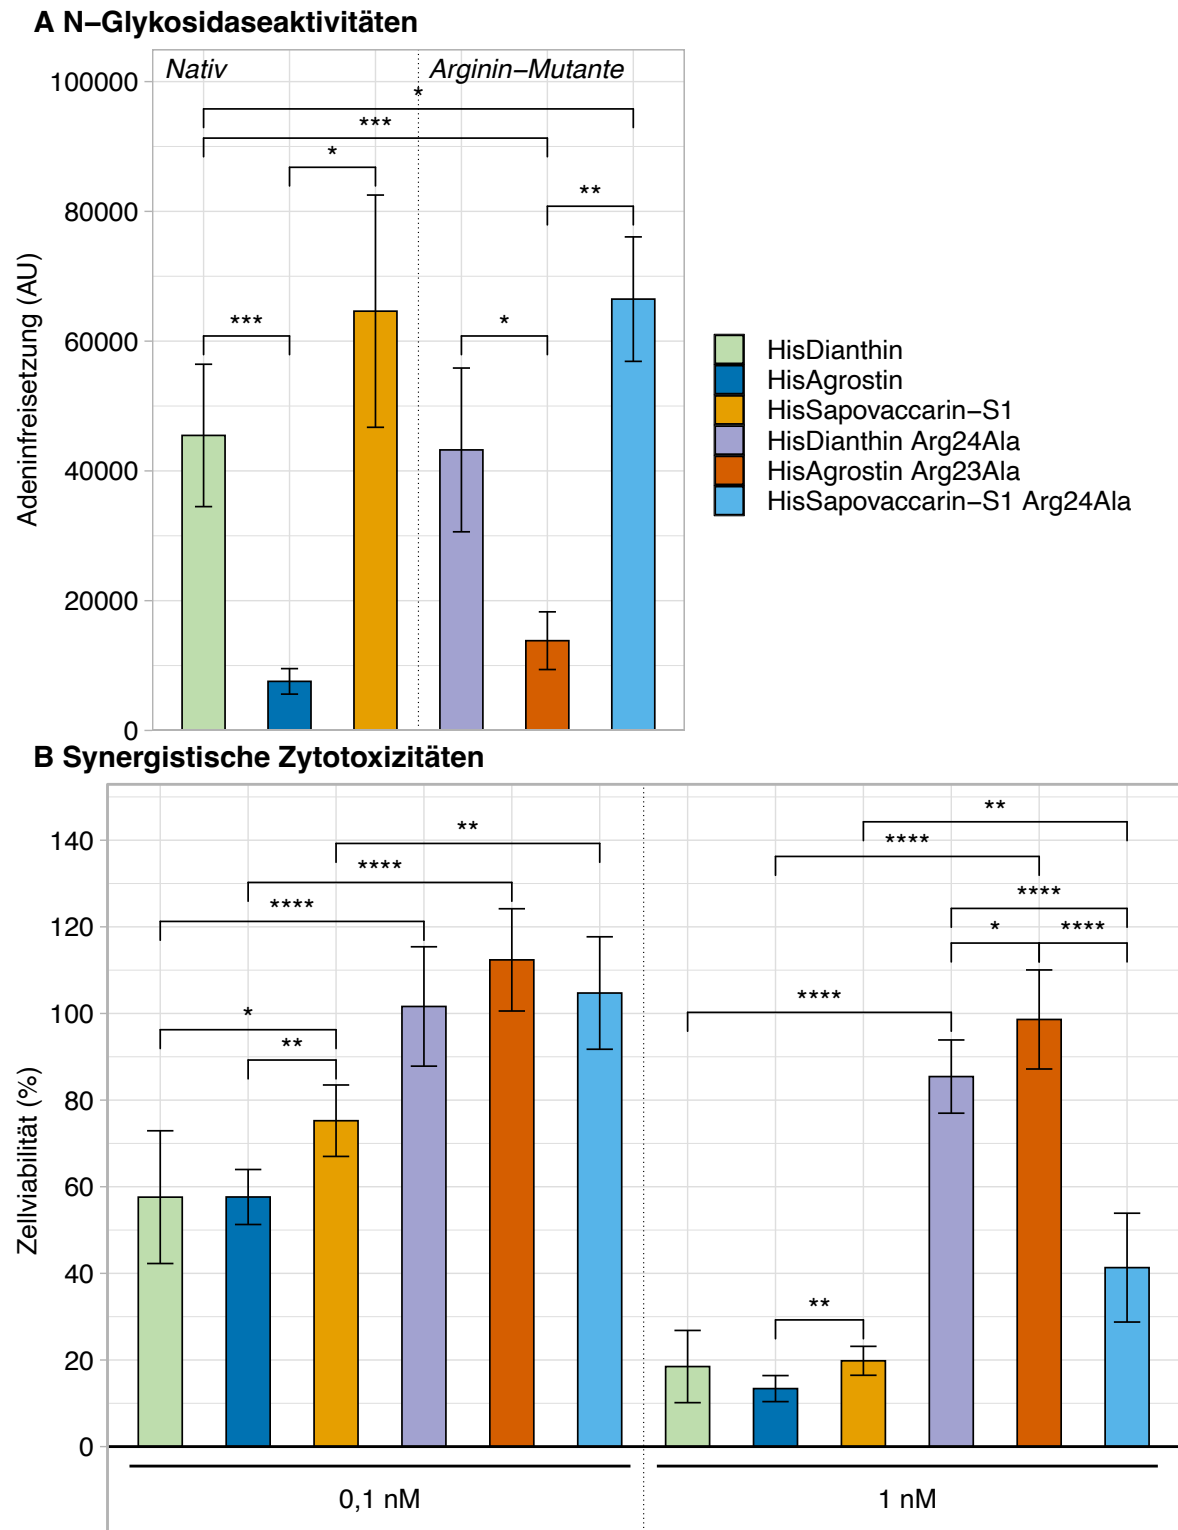 A N–Glykosidaseaktivitäten
Nativ
Arginin–Mutante
Adeninfreisetzung (AU)
100000
80000
60000
40000
20000
0
*
***
*
**
***
*
HisDianthin
HisAgrostin
HisSapovaccarin–S1
HisDianthin Arg24Ala
HisAgrostin Arg23Ala
HisSapovaccarin–S1 Arg24Ala
B Synergistische Zytotoxizitäten
Zellviabilität (%)
140
120
100
80
60
40
20
0
**
****
****
*
**
**
****
****
* ****
****
**
0,1 nM
1 nM